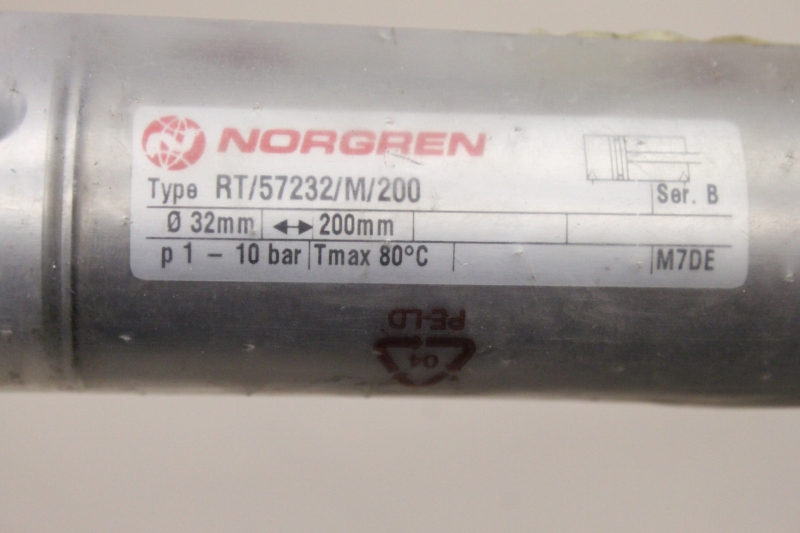 NORGREN
Type RT/57232/M/200 Ser. B
Ø 32mm ↔ 200mm
p 1 - 10 bar Tmax 80°C M7DE
PE-LD
04